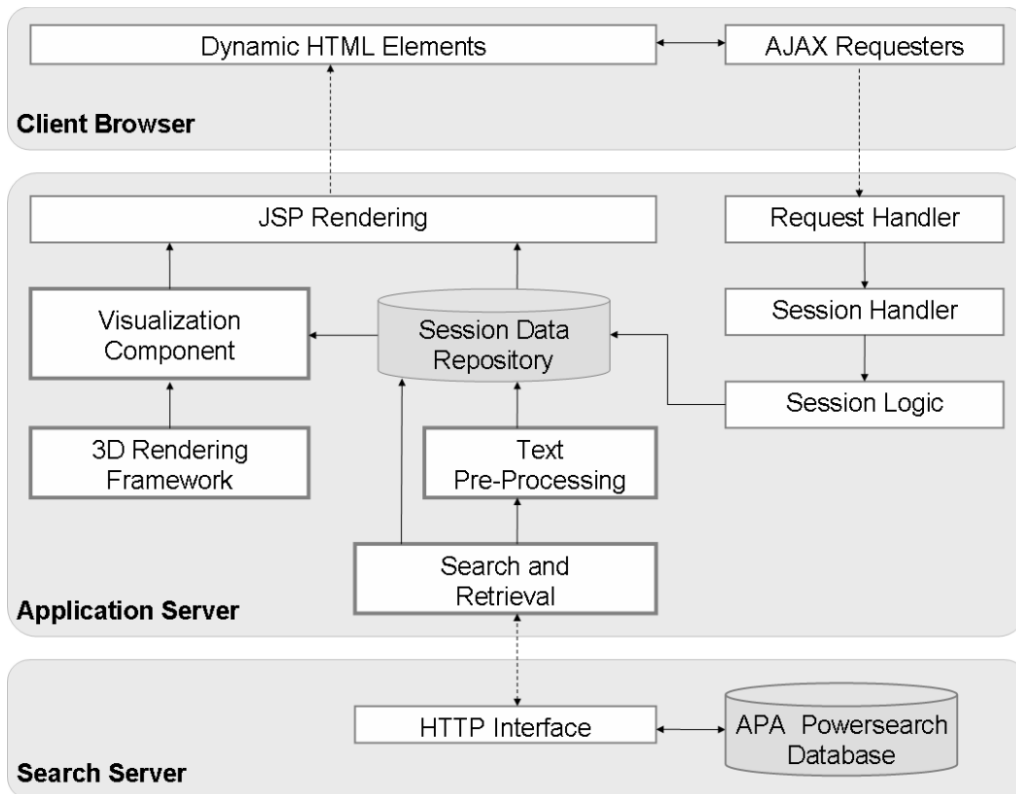 Dynamic HTML Elements
AJAX Requesters
Client Browser
JSP Rendering
Request Handler
Visualization
Component
Session Data
Repository
Session Handler
Session Logic
3D Rendering
Framework
Text
Pre-Processing
Search and
Retrieval
Application Server
HTTP Interface
APA Powersearch
Database
Search Server